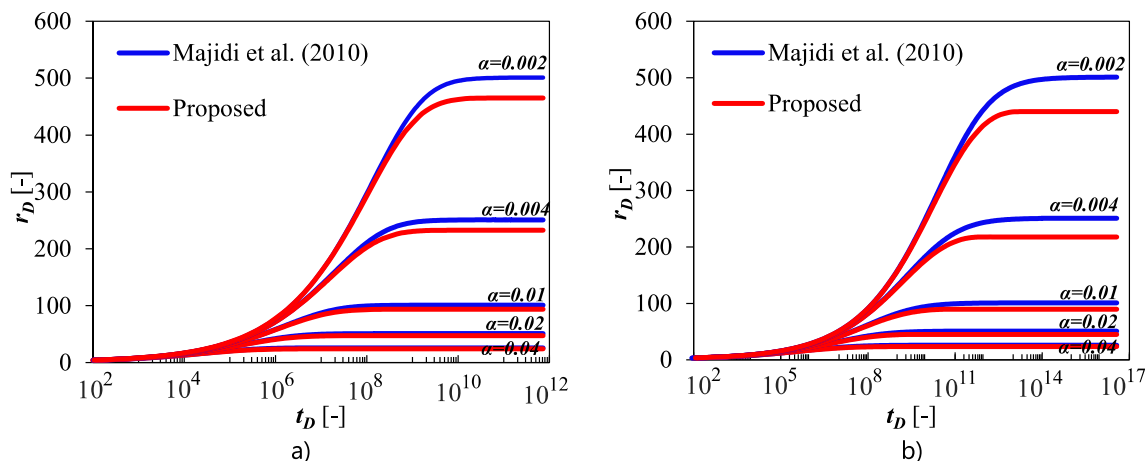 600
500
400
300
200
100
0
r_D [-]
Majidi et al. (2010)
Proposed
α=0.002
α=0.004
α=0.01
α=0.02
α=0.04
10^2 10^4 10^6 10^8 10^10 10^12
t_D [-]
a)
600
500
400
300
200
100
0
r_D [-]
Majidi et al. (2010)
Proposed
α=0.002
α=0.004
α=0.01
α=0.02
α=0.04
10^2 10^5 10^8 10^11 10^14 10^17
t_D [-]
b)